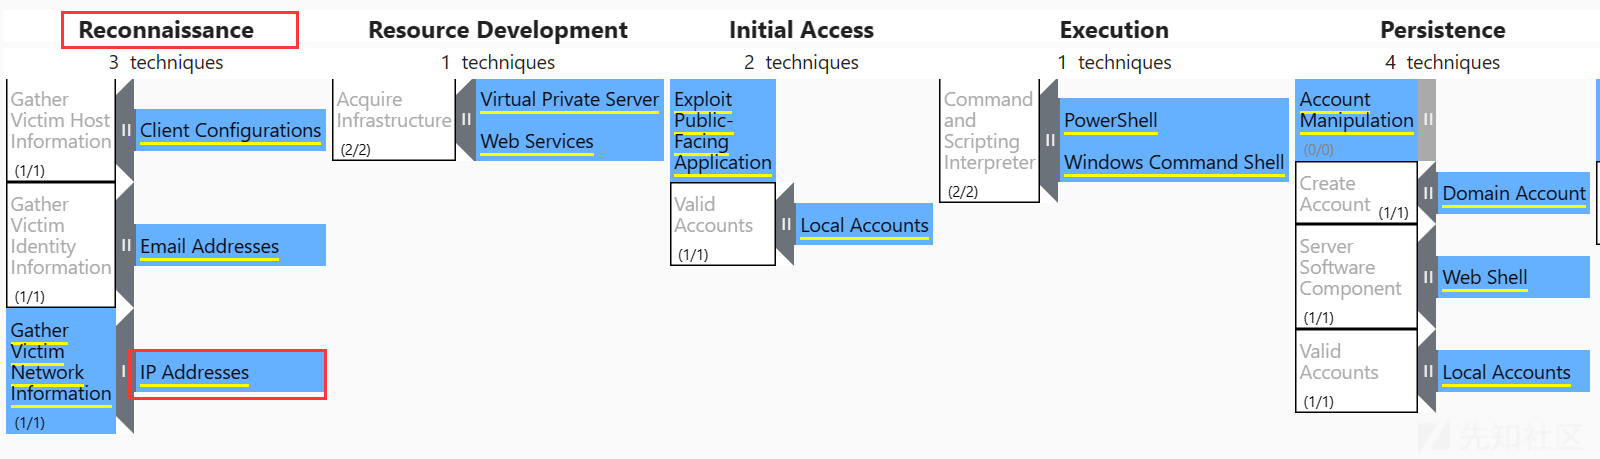 Reconnaissance
3 techniques
Gather
Victim Host
Information
(1/1)
Client Configurations
Gather
Victim
Identity
Information
(1/1)
Email Addresses
Gather
Victim
Network
Information
(1/1)
IP Addresses
Resource Development
1 techniques
Acquire
Infrastructure
(2/2)
Virtual Private Server
Web Services
Initial Access
2 techniques
Exploit
Public-
Facing
Application
Valid
Accounts
(1/1)
Local Accounts
Execution
1 techniques
Command
and
Scripting
Interpreter
(2/2)
PowerShell
Windows Command Shell
Persistence
4 techniques
Account
Manipulation
(0/0)
Create
Account
(1/1)
Domain Account
Server
Software
Component
(1/1)
Web Shell
Valid
Accounts
(1/1)
Local Accounts
先知社区